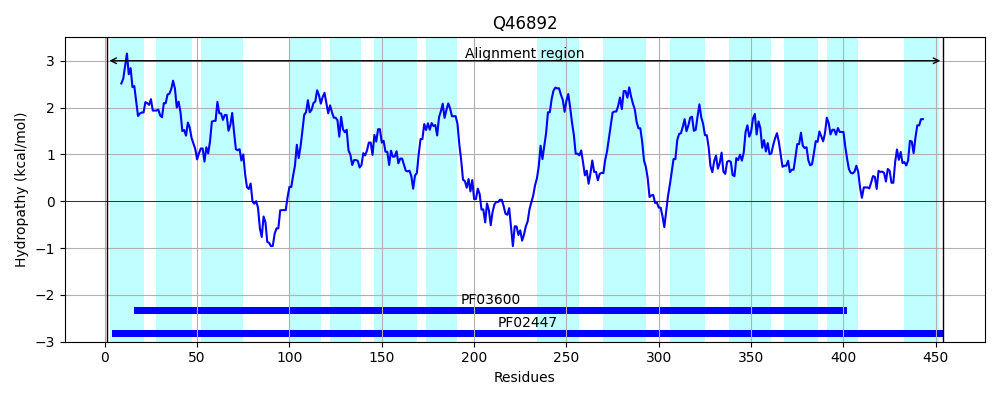 Q46892
Alignment region
Hydropathy (kcal/mol)
3
2
1
0
−1
−2
−3
PF03600
PF02447
0 50 100 150 200 250 300 350 400 450
Residues